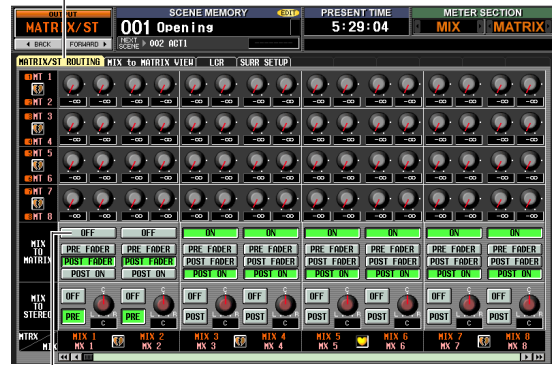 OUTPUT
MATRIX/ST
BACK FORWARD
SCENE MEMORY EDIT
001 Opening
NEXT SCENE 002 ACT1
PRESENT TIME
5:29:04
METER SECTION
MIX MATRIX
MATRIX/ST ROUTING MIX to MATRIX VIEW LCR SURR SETUP
MT 1
-∞ -∞ -∞ -∞ -∞ -∞ -∞ -∞
MT 2
MT 3
-∞ -∞ -∞ -∞ -∞ -∞ -∞ -∞
MT 4
MT 5
-∞ -∞ -∞ -∞ -∞ -∞ -∞ -∞
MT 6
MT 7
-∞ -∞ -∞ -∞ -∞ -∞ -∞ -∞
MT 8
MIX TO MATRIX
OFF OFF ON ON ON ON ON ON
PRE FADER PRE FADER PRE FADER PRE FADER PRE FADER PRE FADER PRE FADER PRE FADER
POST FADER POST FADER POST FADER POST FADER POST FADER POST FADER POST FADER POST FADER
POST ON POST ON POST ON POST ON POST ON POST ON POST ON POST ON
MIX TO STEREO
C C C C C C C C
OFF OFF OFF OFF OFF OFF OFF OFF
PRE PRE POST POST POST POST POST POST
L R L R L R L R L R L R L R L R
C C C C C C C C
MTRX MIX 1 MIX 2 MIX 3 MIX 4 MIX 5 MIX 6 MIX 7 MIX 8
MIX MX 1 MX 2 MX 3 MX 4 MX 5 MX 6 MX 7 MX 8